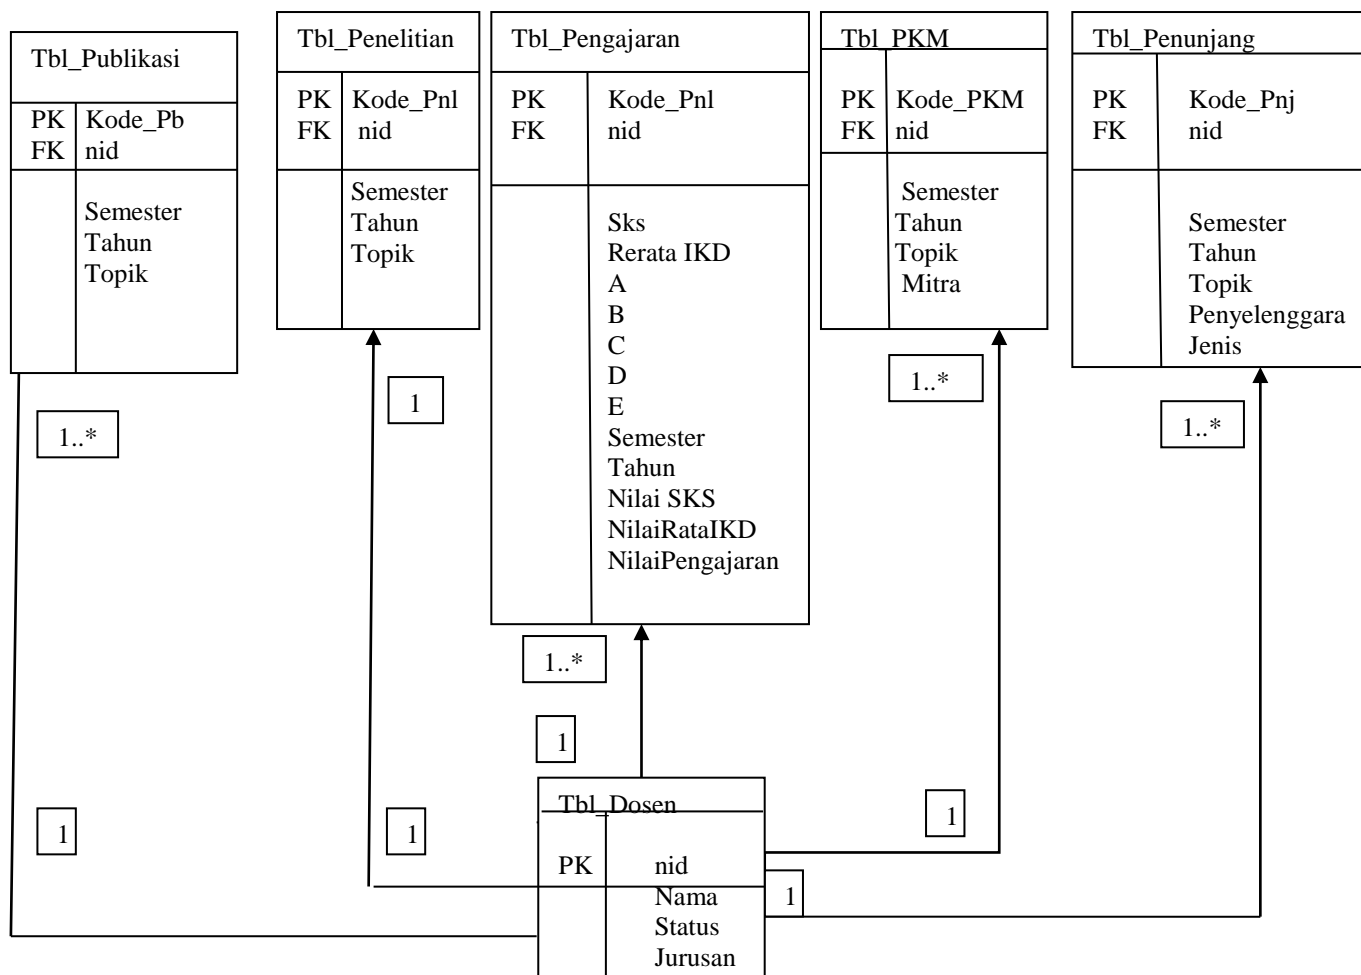 Tbl_Publikasi
PK Kode_Pb
FK nid
Semester
Tahun
Topik
Tbl_Penelitian
PK Kode_Pnl
FK nid
Semester
Tahun
Topik
Tbl_Pengajaran
PK Kode_Pnl
FK nid
Sks
Rerata IKD
A
B
C
D
E
Semester
Tahun
Nilai SKS
NilaiRataIKD
NilaiPengajaran
Tbl_PKM
PK Kode_PKM
FK nid
Semester
Tahun
Topik
Mitra
Tbl_Penunjang
PK Kode_Pnj
FK nid
Semester
Tahun
Topik
Penyelenggara
Jenis
1..*
1
1..*
1..*
1..*
1
1
1
1
1
Tbl_Dosen
PK nid
Nama
Status
Jurusan